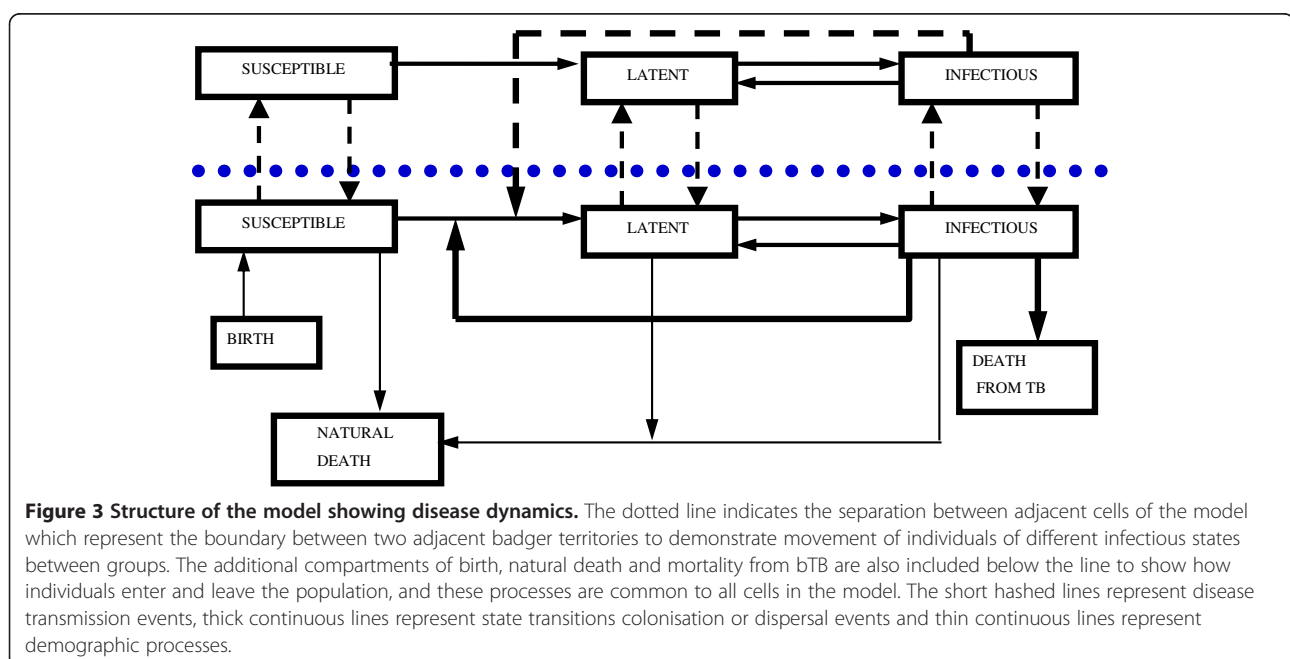 SUSCEPTIBLE
LATENT
INFECTIOUS
SUSCEPTIBLE
LATENT
INFECTIOUS
BIRTH
DEATH
FROM TB
NATURAL
DEATH
Figure 3 Structure of the model showing disease dynamics. The dotted line indicates the separation between adjacent cells of the model
which represent the boundary between two adjacent badger territories to demonstrate movement of individuals of different infectious states
between groups. The additional compartments of birth, natural death and mortality from bTB are also included below the line to show how
individuals enter and leave the population, and these processes are common to all cells in the model. The short hashed lines represent disease
transmission events, thick continuous lines represent state transitions colonisation or dispersal events and thin continuous lines represent
demographic processes.